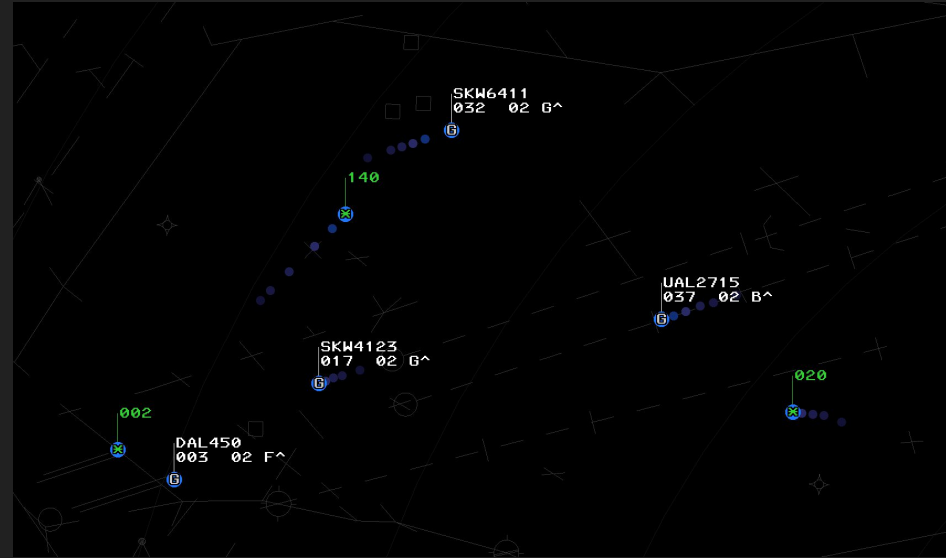 SKW6411
032  02 G^
G
140
UAL2715
037  02 B^
G
SKW4123
017  02 G^
G
020
002
DAL450
003  02 F^
G